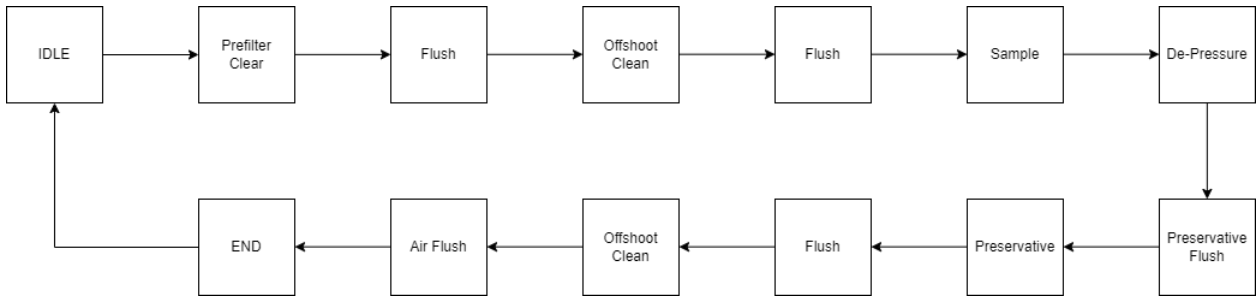 IDLE
Prefilter
Clear
Flush
Offshoot
Clean
Flush
Sample
De-Pressure
END
Air Flush
Offshoot
Clean
Flush
Preservative
Preservative
Flush